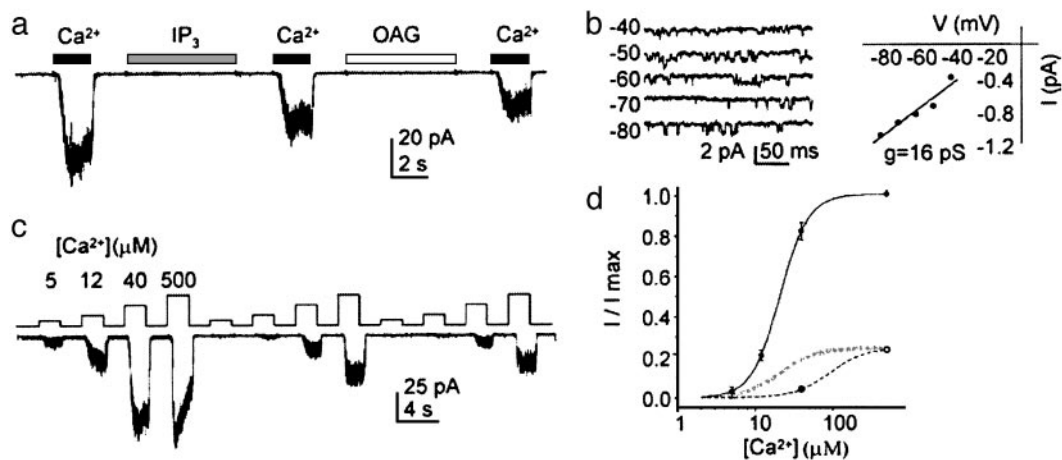 a
Ca²⁺ IP₃ Ca²⁺ OAG Ca²⁺
20 pA
2 s
b
-40
-50
-60
-70
-80
2 pA 50 ms
V (mV)
-80 -60 -40 -20
-0.4
-0.8
-1.2
I (pA)
g=16 pS
c
[Ca²⁺](µM)
5 12 40 500
25 pA
4 s
d
1.0
0.8
0.6
0.4
0.2
0.0
I / I max
1 10 100
[Ca²⁺](µM)